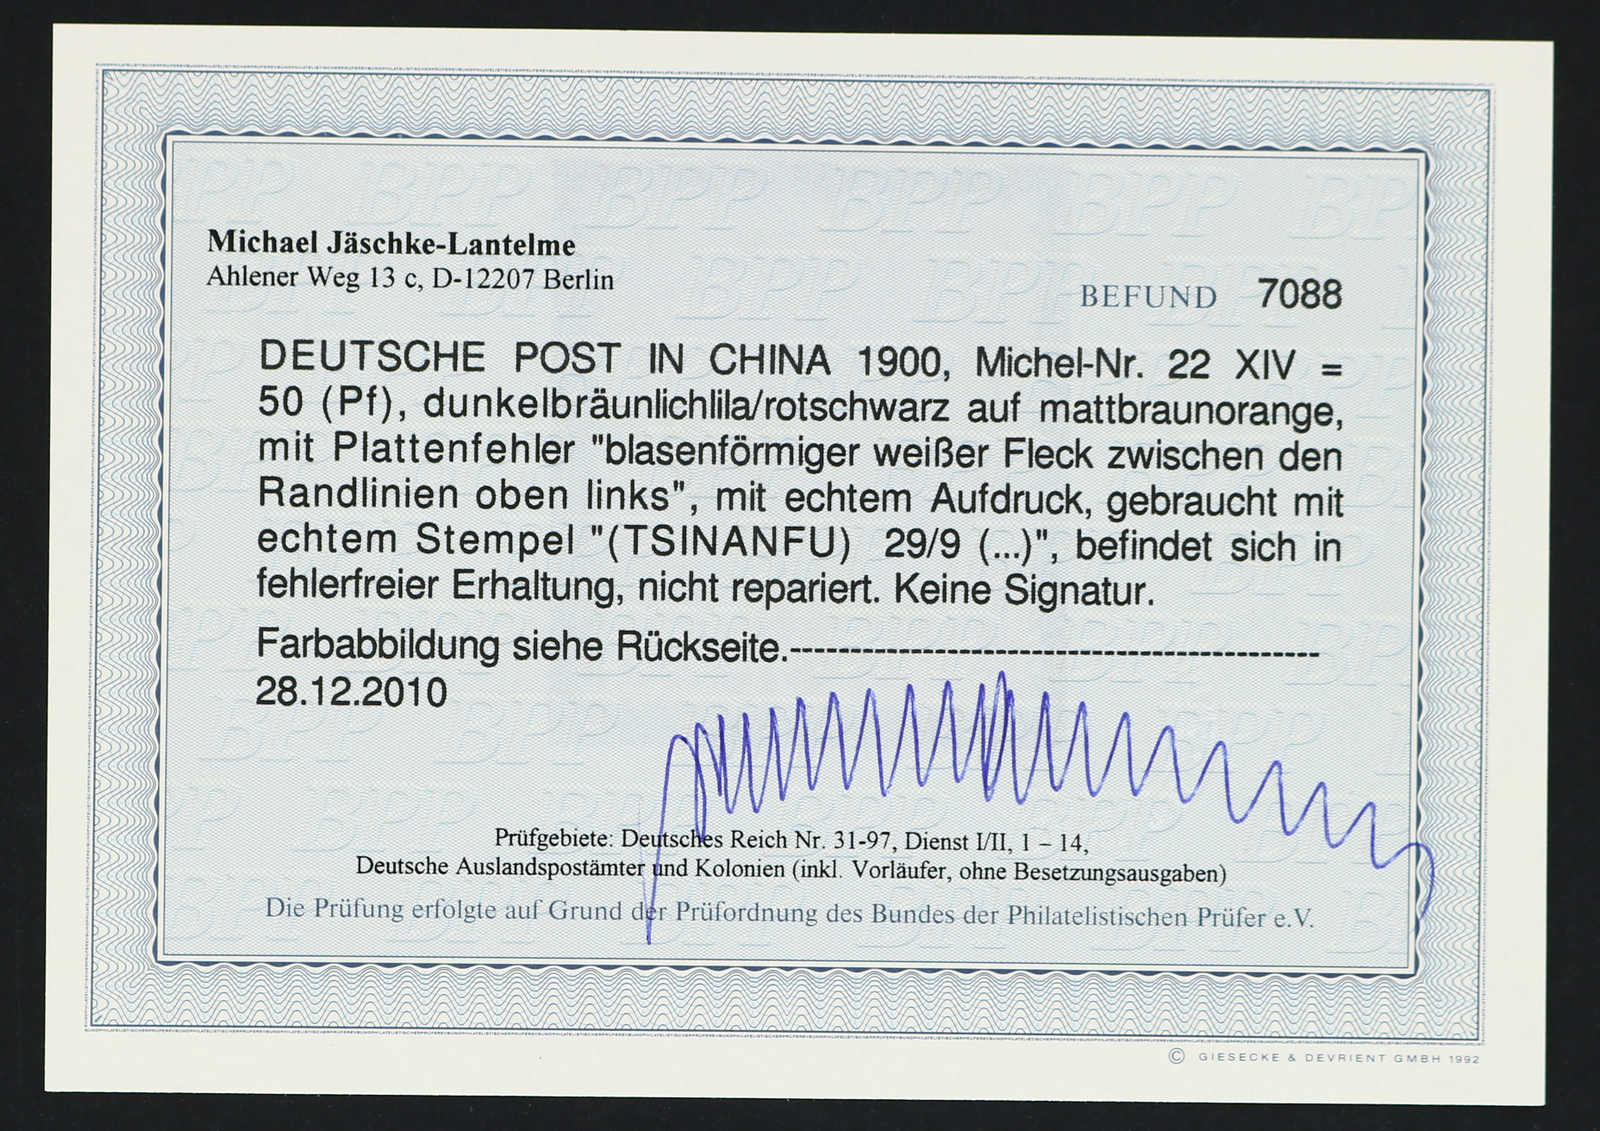 Michael Jäschke-Lantelme
Ahlener Weg 13 c, D-12207 Berlin
BEFUND 7088
DEUTSCHE POST IN CHINA 1900, Michel-Nr. 22 XIV =
50 (Pf), dunkelbräunlichlila/rotschwarz auf mattbraunorange,
mit Plattenfehler "blasenförmiger weißer Fleck zwischen den
Randlinien oben links", mit echtem Aufdruck, gebraucht mit
echtem Stempel "(TSINANFU) 29/9 (...)", befindet sich in
fehlerfreier Erhaltung, nicht repariert. Keine Signatur.
Farbabbildung siehe Rückseite.--------------------------------------------
28.12.2010
Prüfgebiete: Deutsches Reich Nr. 31-97, Dienst I/II, 1 – 14,
Deutsche Auslandspostämter und Kolonien (inkl. Vorläufer, ohne Besetzungsausgaben)
Die Prüfung erfolgte auf Grund der Prüfordnung des Bundes der Philatelistischen Prüfer e.V.
© GIESECKE & DEVRIENT GMBH 1992